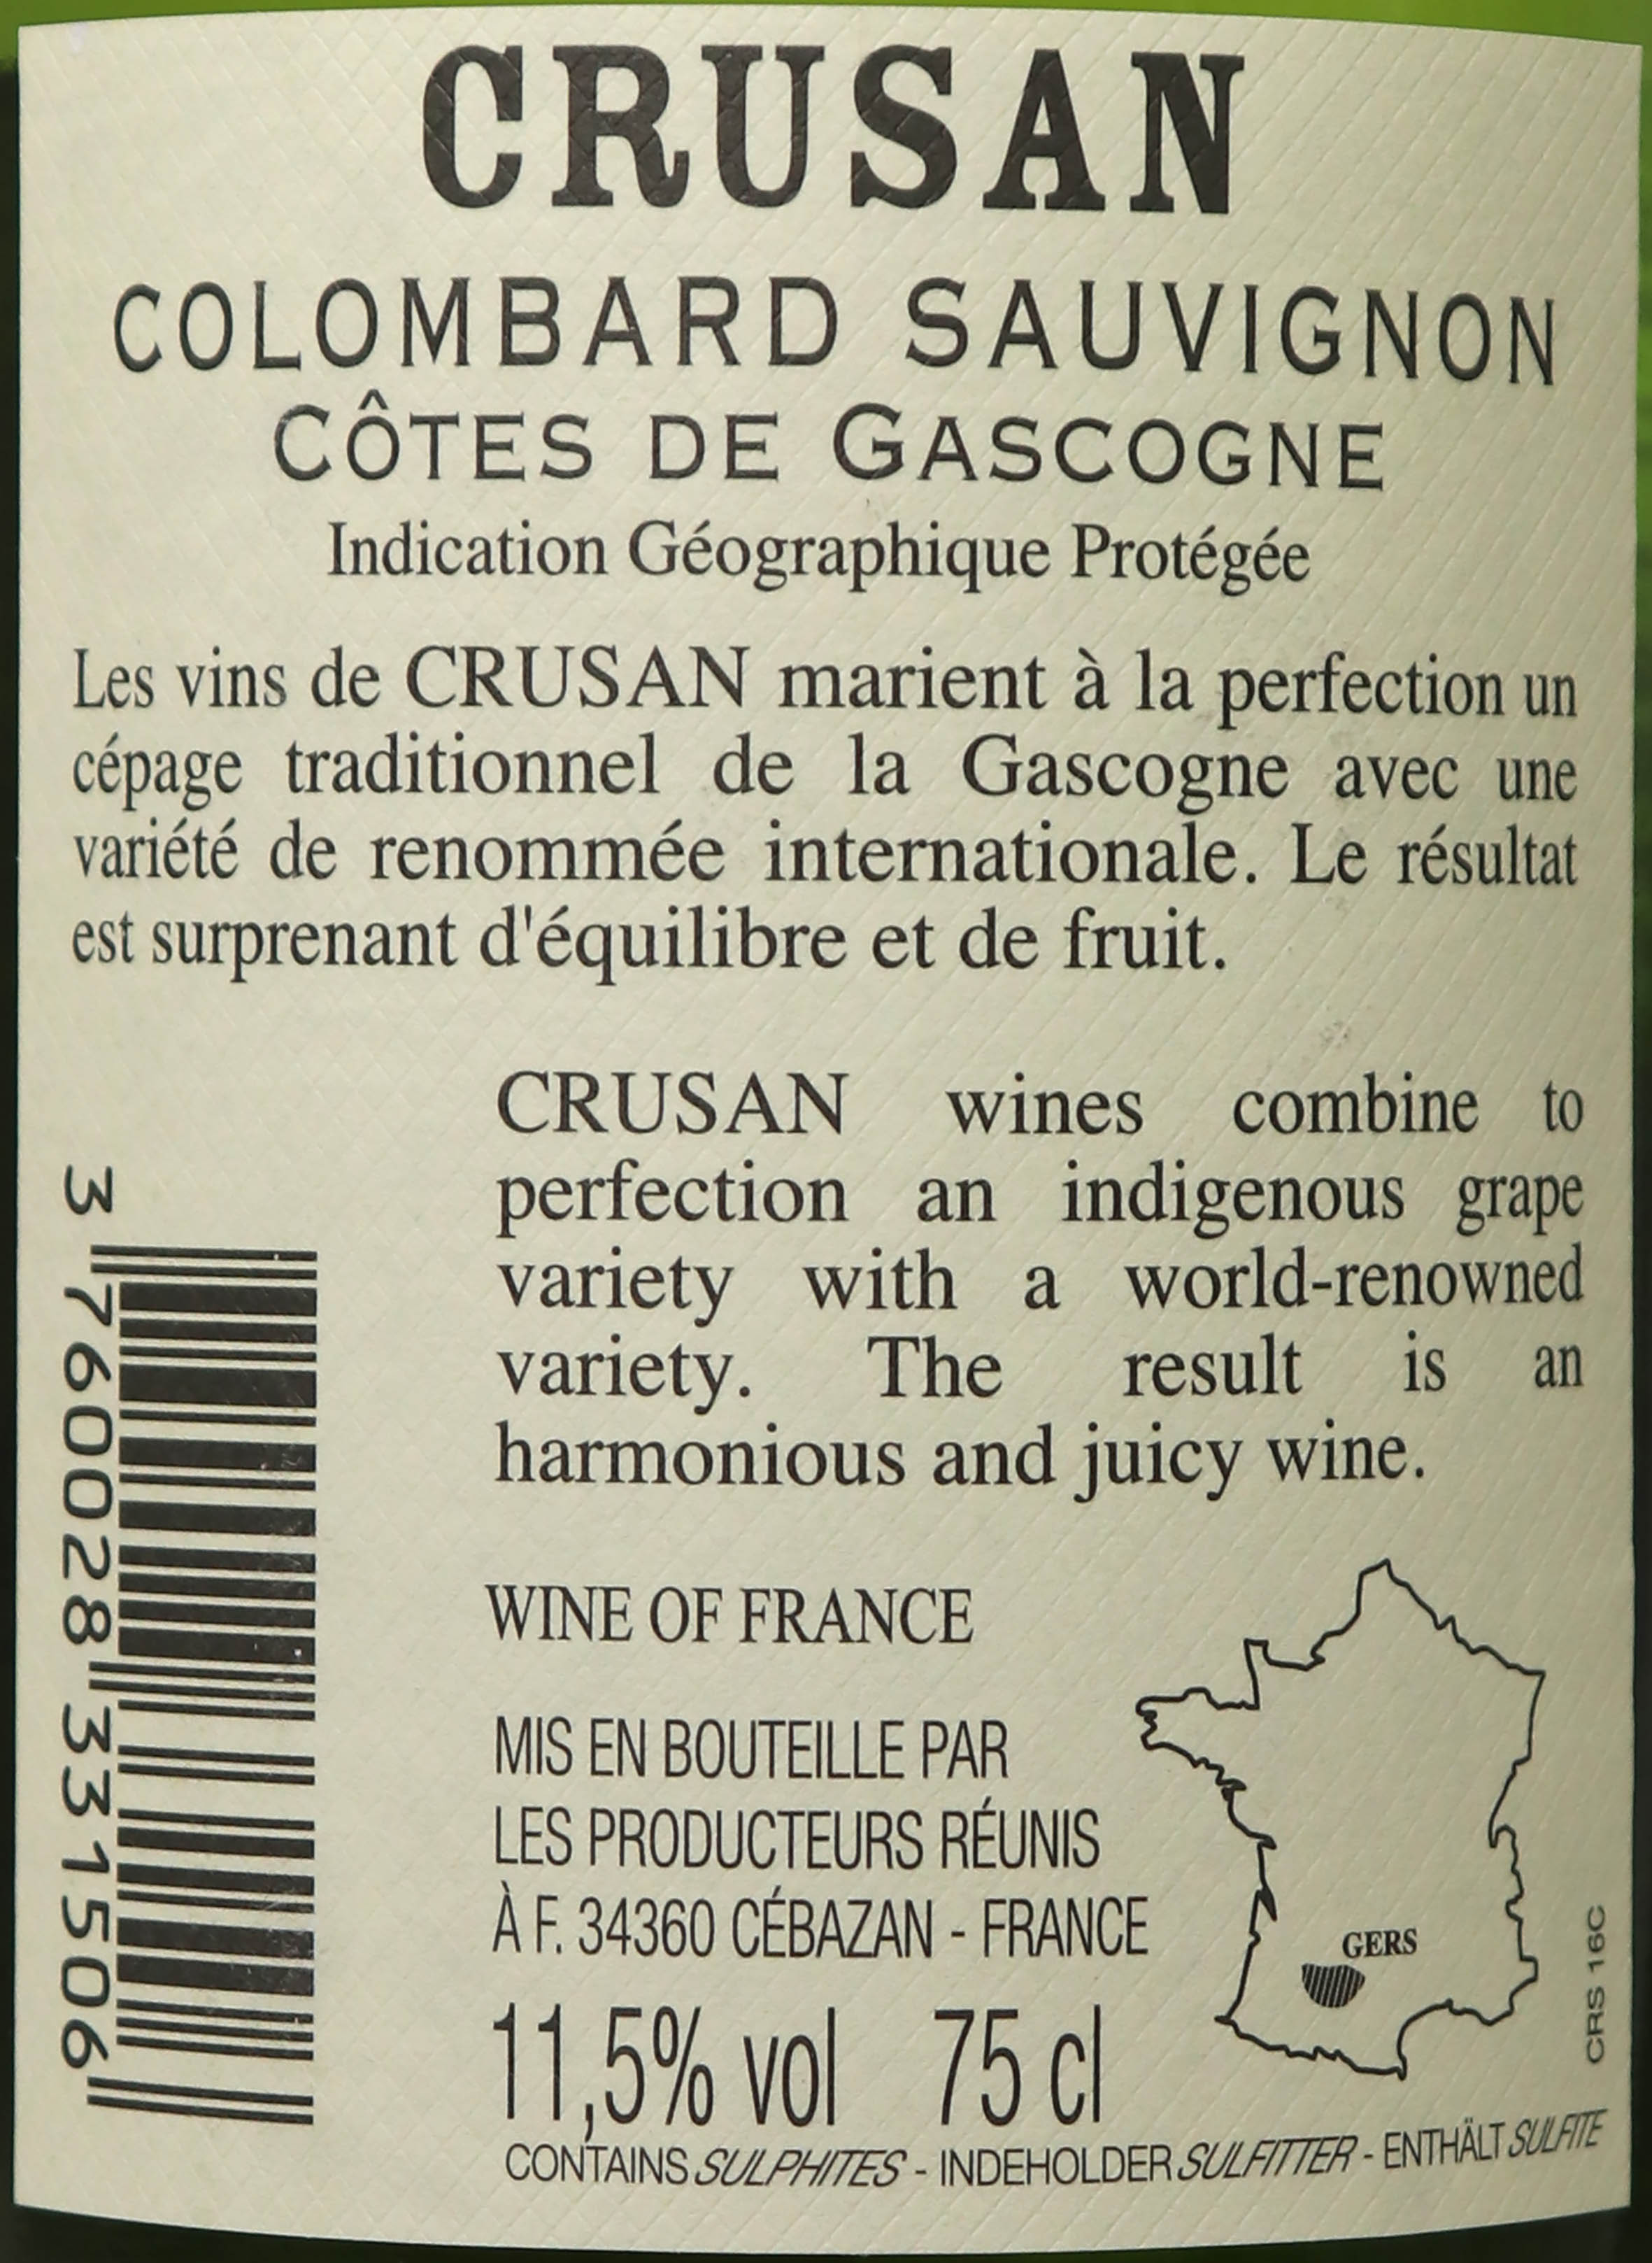 CRUSAN
COLOMBARD SAUVIGNON
CÔTES DE GASCOGNE
Indication Géographique Protégée
Les vins de CRUSAN marient à la perfection un
cépage traditionnel de la Gascogne avec une
variété de renommée internationale. Le résultat
est surprenant d'équilibre et de fruit.
CRUSAN wines combine to
perfection an indigenous grape
variety with a world-renowned
variety. The result is an
harmonious and juicy wine.
3 760028 331506
WINE OF FRANCE
MIS EN BOUTEILLE PAR
LES PRODUCTEURS RÉUNIS
À F. 34360 CÉBAZAN - FRANCE
GERS
11,5% vol 75 cl
CRS 16C
CONTAINS SULPHITES - INDEHOLDER SULFITTER - ENTHÄLT SULFITE